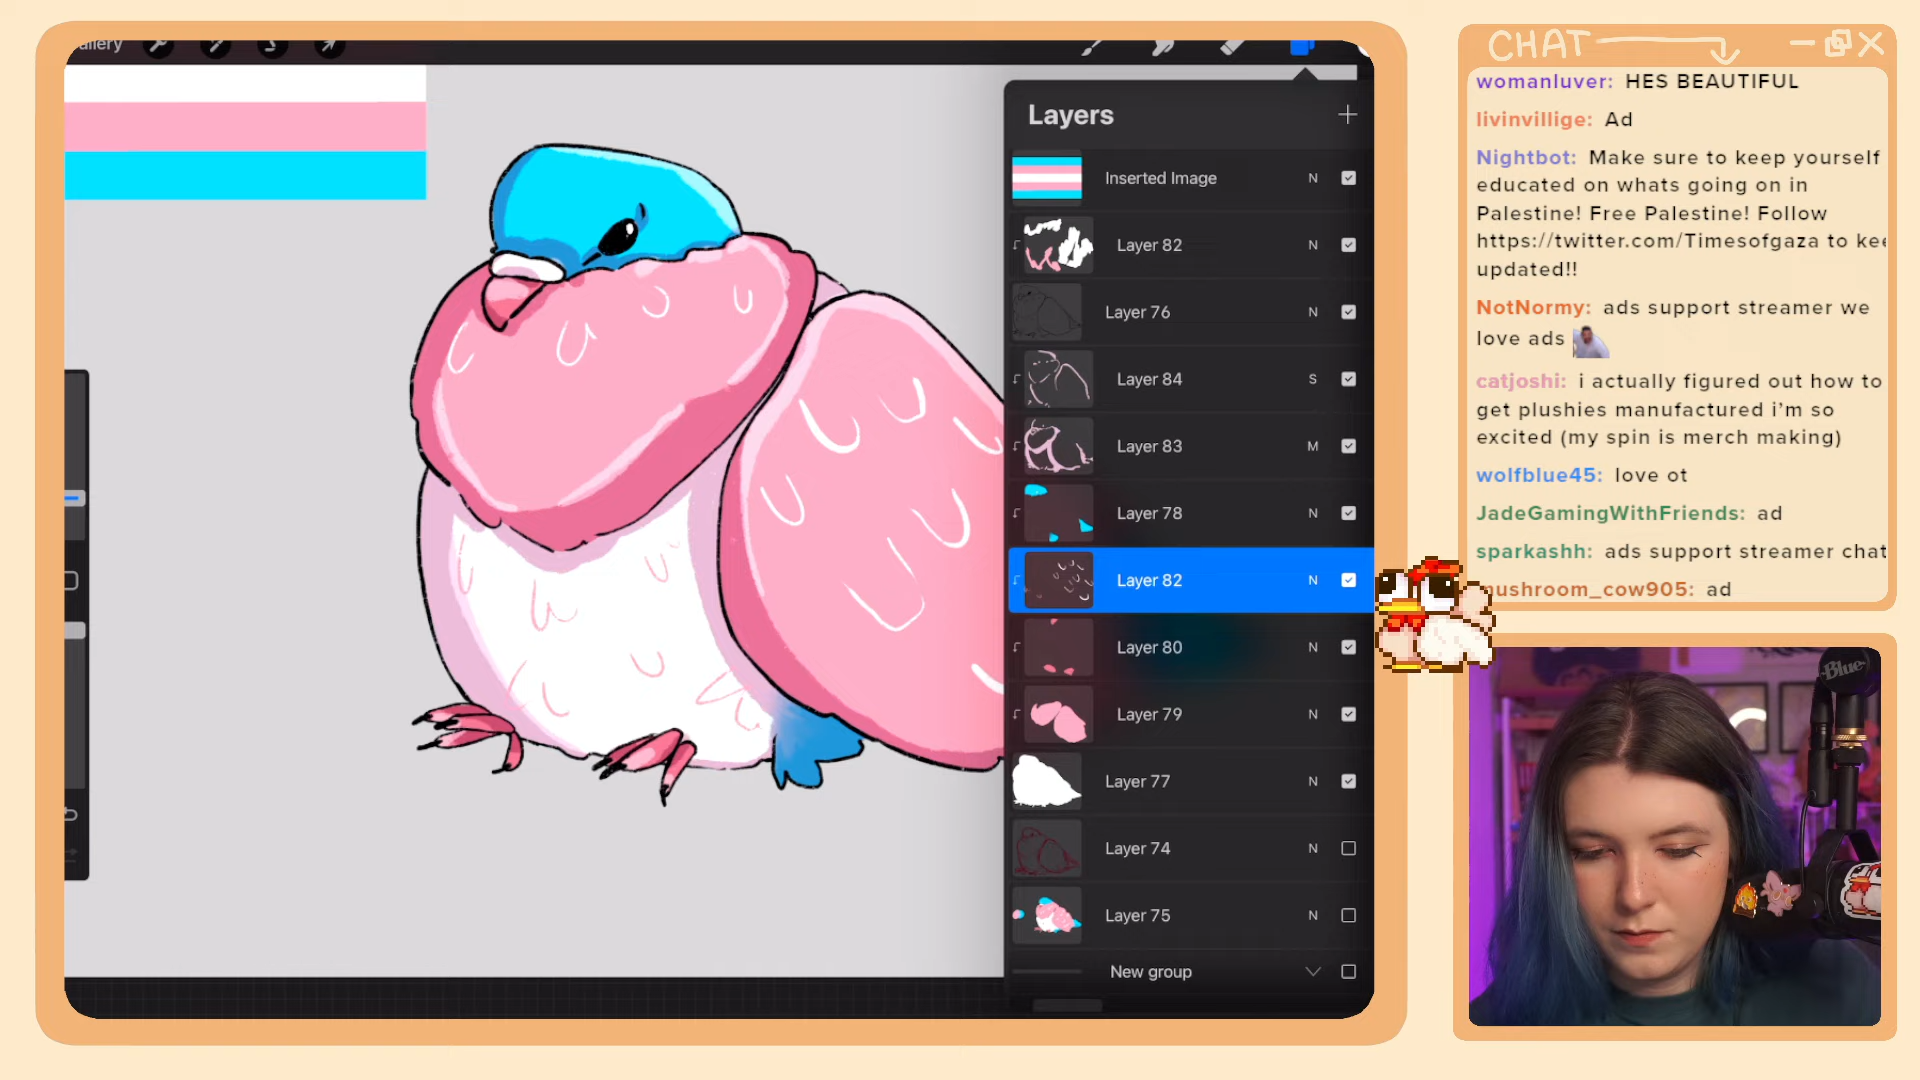 allery
Layers
Inserted Image N
Layer 82 N
Layer 76 N
Layer 84 S
Layer 83 M
Layer 78 N
Layer 82 N
Layer 80 N
Layer 79 N
Layer 77 N
Layer 74 N
Layer 75 N
New group
CHAT
womanluver: HES BEAUTIFUL
livinvillige: Ad
Nightbot: Make sure to keep yourself
educated on whats going on in
Palestine! Free Palestine! Follow
https://twitter.com/Timesofgaza to kee
updated!!
NotNormy: ads support streamer we
love ads
catjoshi: i actually figured out how to
get plushies manufactured i'm so
excited (my spin is merch making)
wolfblue45: love ot
JadeGamingWithFriends: ad
sparkashh: ads support streamer chat
mushroom_cow905: ad
Blue